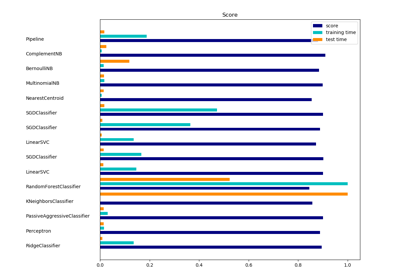 Score
score
training time
test time
Pipeline
ComplementNB
BernoulliNB
MultinomialNB
NearestCentroid
SGDClassifier
SGDClassifier
LinearSVC
SGDClassifier
LinearSVC
RandomForestClassifier
KNeighborsClassifier
PassiveAggressiveClassifier
Perceptron
RidgeClassifier
0.0 0.2 0.4 0.6 0.8 1.0